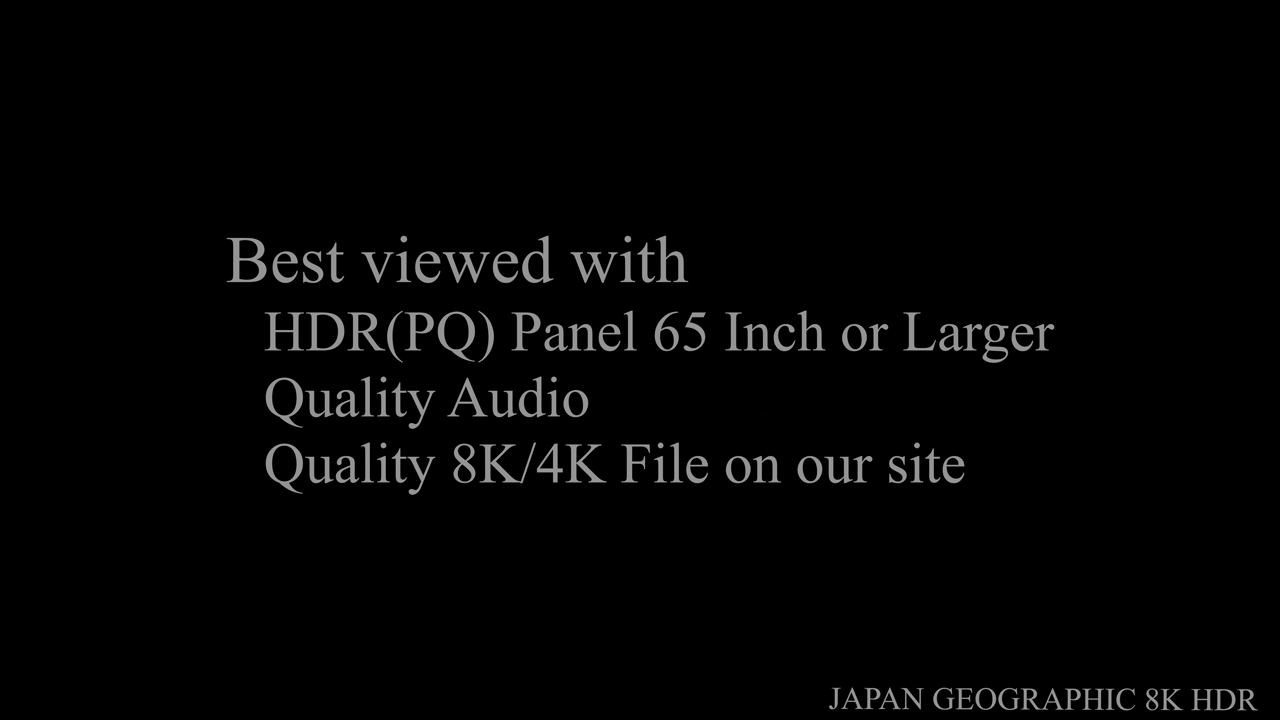 Best viewed with
HDR(PQ) Panel 65 Inch or Larger
Quality Audio
Quality 8K/4K File on our site
JAPAN GEOGRAPHIC 8K HDR